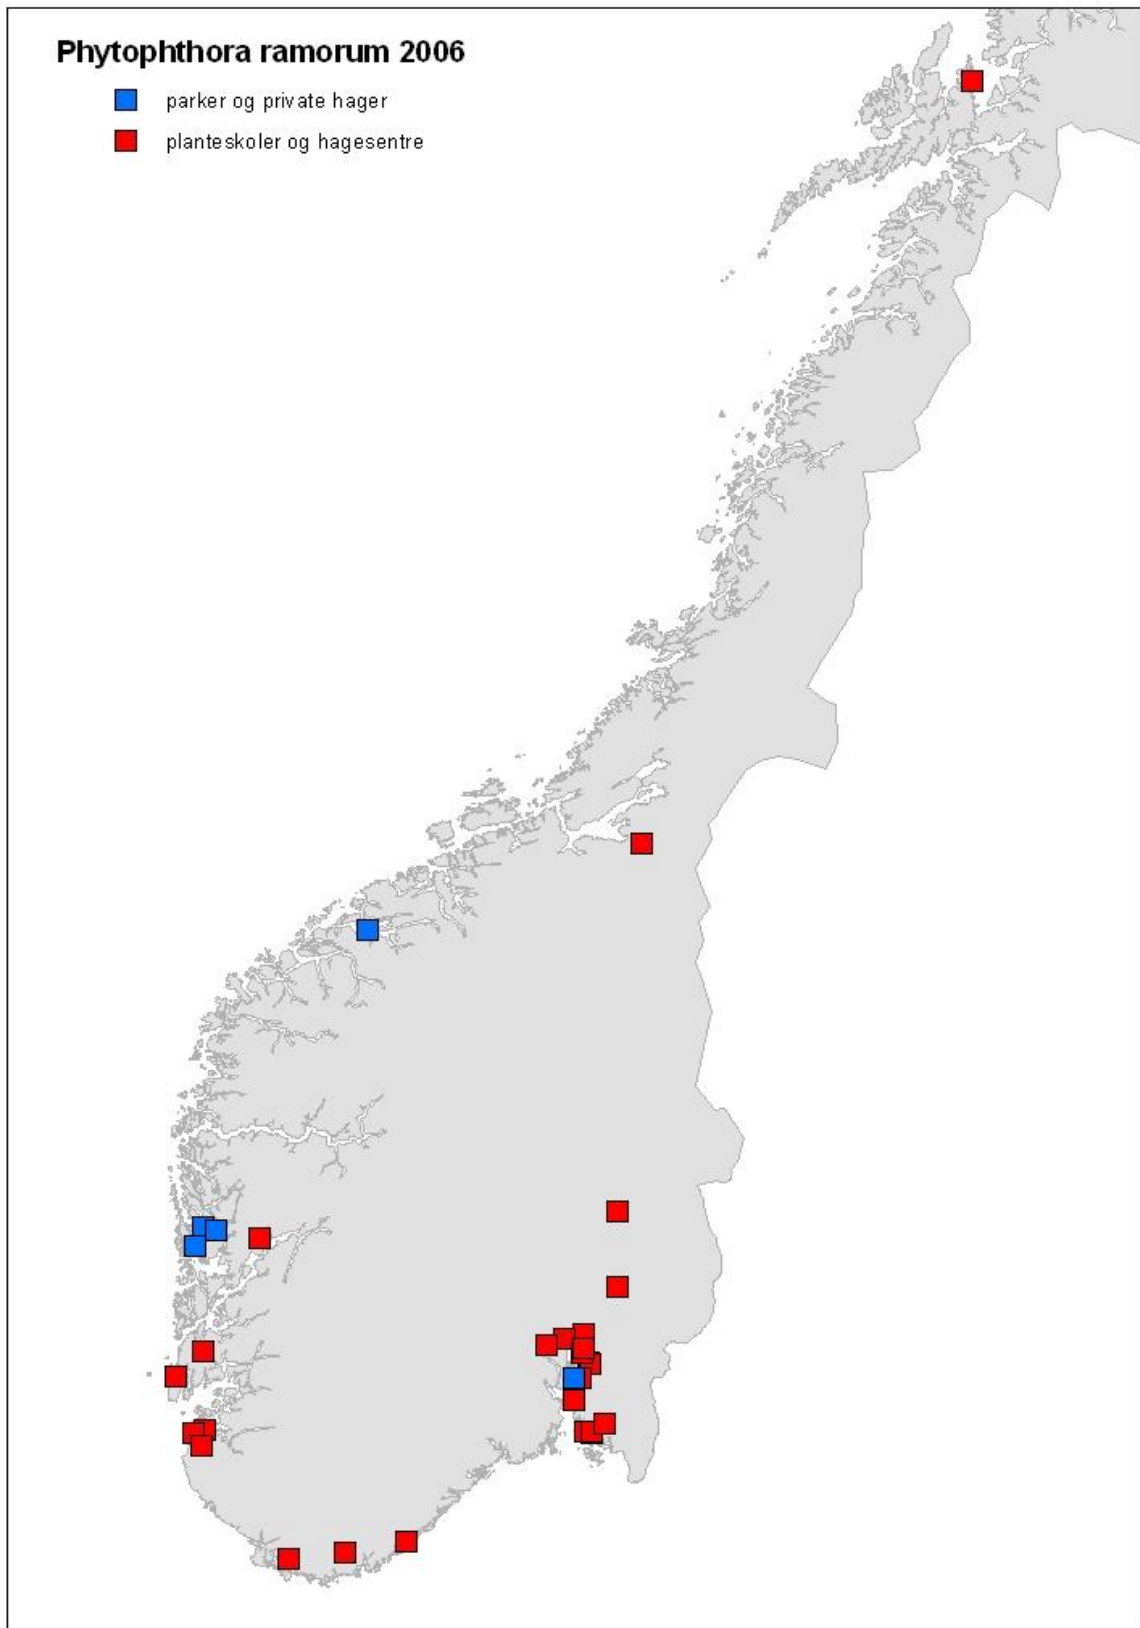 Phytophthora ramorum 2006
parker og private hager
planteskoler og hagesentre